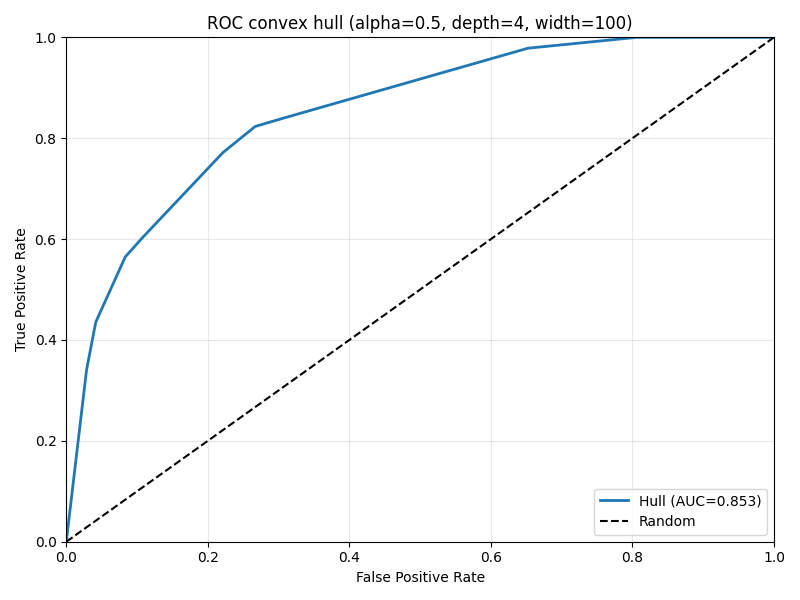 ROC convex hull (alpha=0.5, depth=4, width=100)
True Positive Rate
1.0
0.8
0.6
0.4
0.2
0.0
0.0 0.2 0.4 0.6 0.8 1.0
False Positive Rate
Hull (AUC=0.853)
Random